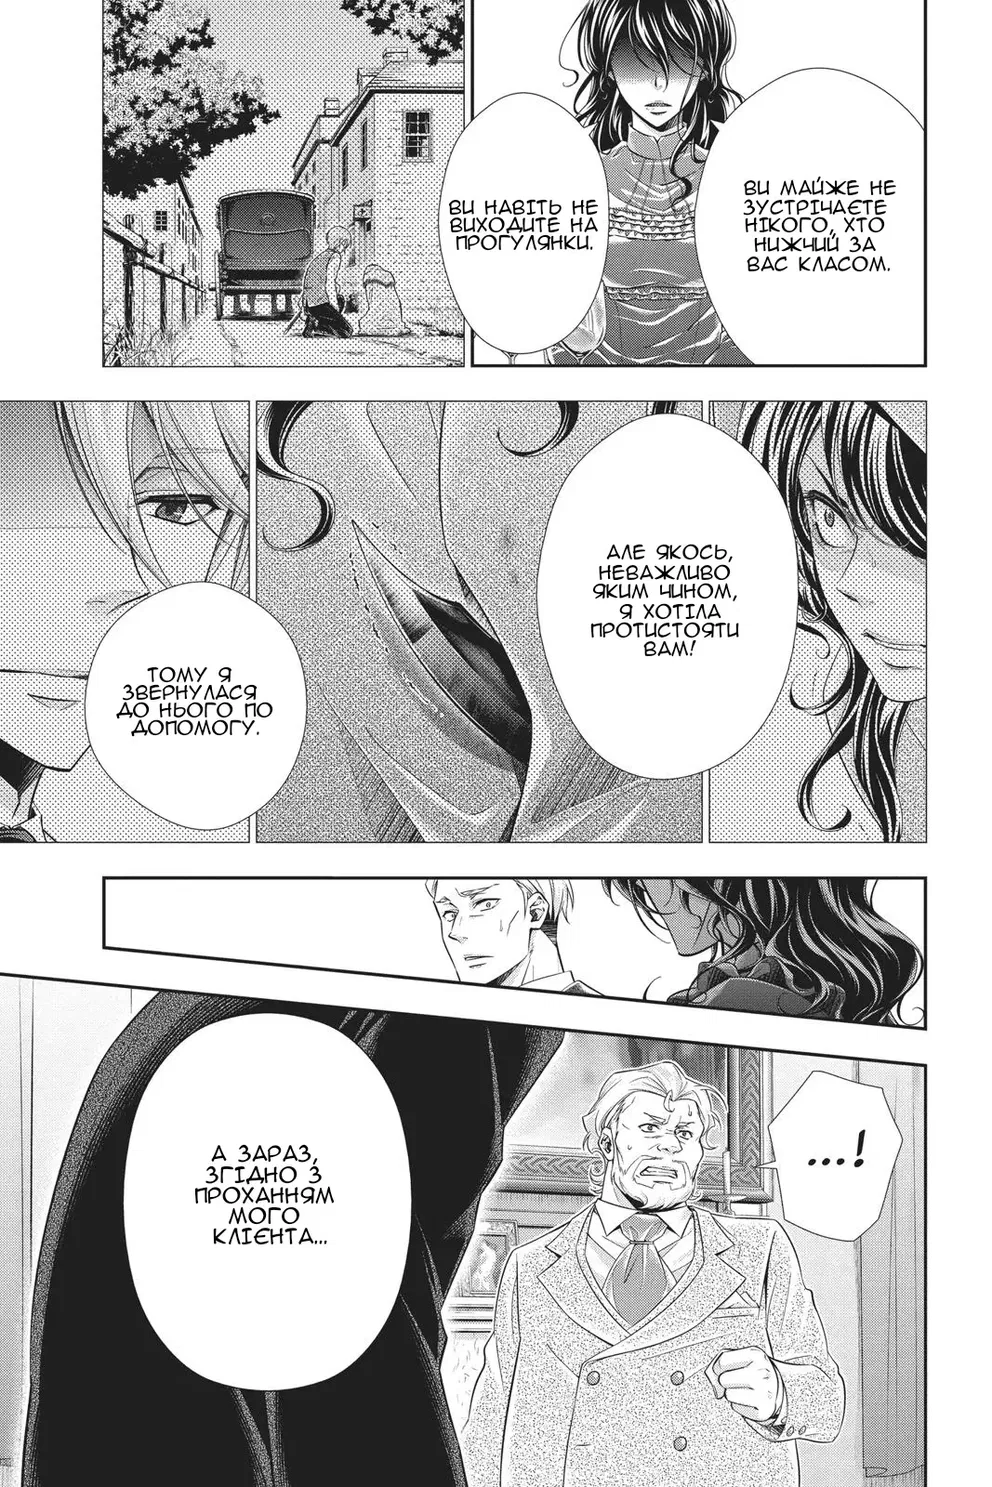 ВИ МАЙЖЕ НЕ
ЗУСТРІЧАЄТЕ
НІКОГО, ХТО
НИЖЧИЙ ЗА
ВАС КЛАСОМ.
ВИ НАВІТЬ НЕ
ВИХОДИТЕ НА
ПРОГУЛЯНКИ.
АЛЕ ЯКОСЬ,
НЕВАЖЛИВО
ЯКИМ ЧИНОМ,
Я ХОТІЛА
ПРОТИСТОЯТИ
ВАМ!
ТОМУ Я
ЗВЕРНУЛАСЯ
ДО НЬОГО ПО
ДОПОМОГУ.
...!
А ЗАРАЗ,
ЗГІДНО З
ПРОХАННЯМ
МОГО
КЛІЄНТА...